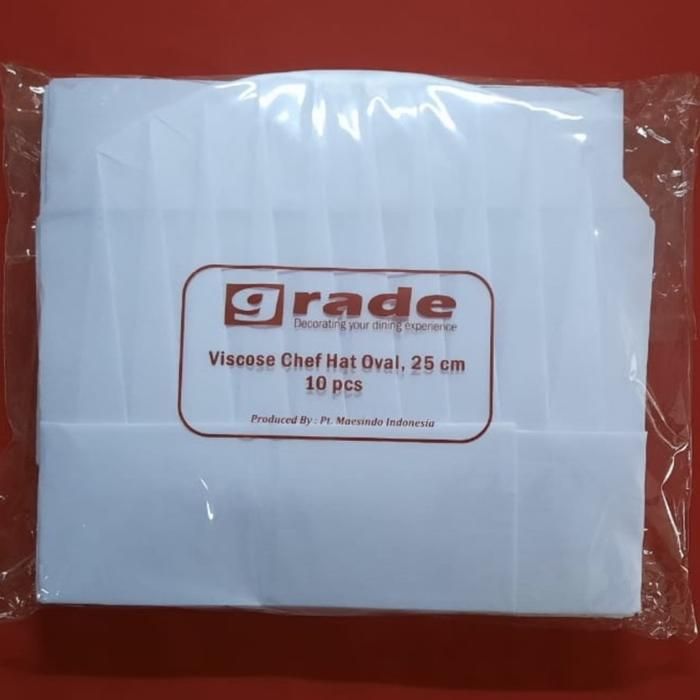 grade
Decorating your dining experience
Viscose Chef Hat Oval, 25 cm
10 pcs
Produced By : Pt. Maesindo Indonesia